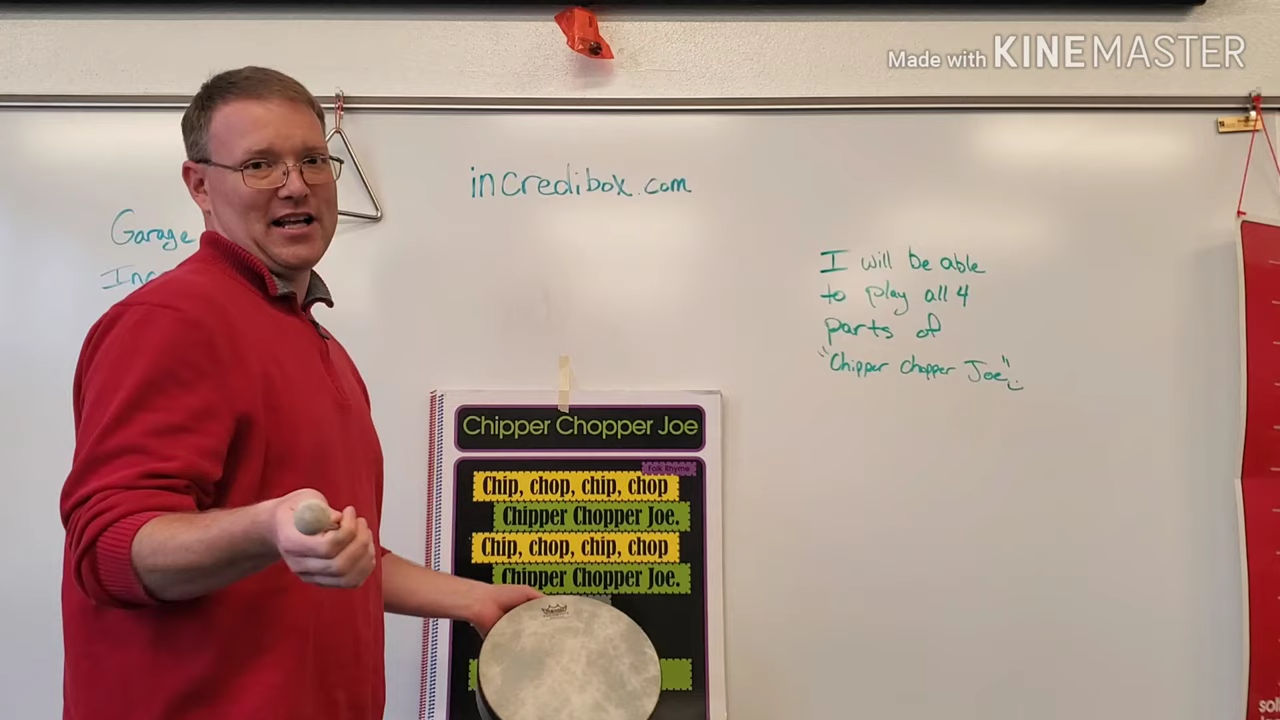 Made with KINEMASTER
incredibox.com
Garage
I will be able
to play all 4
parts of
"Chipper chopper Joe".
Chipper Chopper Joe
Folk Rhyme
Chip, chop, chip, chop
Chipper Chopper Joe.
Chip, chop, chip, chop
Chipper Chopper Joe.